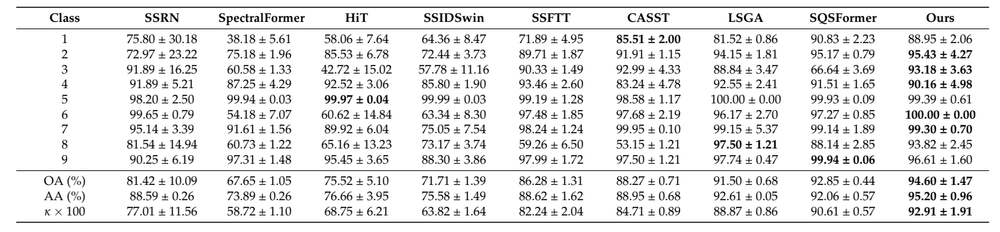 Class SSRN SpectralFormer HiT SSIDSwin SSFTT CASST LSGA SQSFormer Ours
1 75.80 ± 30.18 38.18 ± 5.61 58.06 ± 7.64 64.36 ± 8.47 71.89 ± 4.95 85.51 ± 2.00 81.52 ± 0.86 90.83 ± 2.23 88.95 ± 2.06
2 72.97 ± 23.22 75.18 ± 1.96 85.53 ± 6.78 72.44 ± 3.73 89.71 ± 1.87 91.91 ± 1.15 94.15 ± 1.81 95.17 ± 0.79 95.43 ± 4.27
3 91.89 ± 16.25 60.58 ± 1.33 42.72 ± 15.02 57.78 ± 11.16 90.33 ± 1.49 92.99 ± 4.33 88.84 ± 3.47 66.64 ± 3.69 93.18 ± 3.63
4 91.89 ± 5.21 87.25 ± 4.29 92.52 ± 3.06 85.80 ± 1.90 93.46 ± 2.60 83.24 ± 4.78 92.55 ± 2.41 91.51 ± 1.65 90.16 ± 4.98
5 98.20 ± 2.50 99.94 ± 0.03 99.97 ± 0.04 99.99 ± 0.03 99.19 ± 1.28 98.58 ± 1.17 100.00 ± 0.00 99.93 ± 0.09 99.39 ± 0.61
6 99.65 ± 0.79 54.18 ± 7.07 60.62 ± 14.84 63.34 ± 8.30 97.48 ± 1.85 97.68 ± 2.19 96.17 ± 2.70 97.27 ± 0.85 100.00 ± 0.00
7 95.14 ± 3.39 91.61 ± 1.56 89.92 ± 6.04 75.05 ± 7.54 98.24 ± 1.24 99.95 ± 0.10 99.15 ± 5.37 99.14 ± 1.89 99.30 ± 0.70
8 81.54 ± 14.94 60.73 ± 1.22 65.16 ± 13.23 73.17 ± 3.74 59.26 ± 6.50 53.15 ± 1.21 97.50 ± 1.21 88.14 ± 2.85 93.82 ± 2.45
9 90.25 ± 6.19 97.31 ± 1.48 95.45 ± 3.65 88.30 ± 3.86 97.99 ± 1.72 97.50 ± 1.21 97.74 ± 0.47 99.94 ± 0.06 96.61 ± 1.60
OA (%) 81.42 ± 10.09 67.65 ± 1.05 75.52 ± 5.10 71.71 ± 1.39 86.28 ± 1.31 88.27 ± 0.71 91.50 ± 0.68 92.85 ± 0.44 94.60 ± 1.47
AA (%) 88.59 ± 0.26 73.89 ± 0.26 76.66 ± 3.95 75.58 ± 1.49 88.62 ± 1.62 88.95 ± 0.68 92.61 ± 0.05 92.06 ± 0.57 95.20 ± 0.96
κ × 100 77.01 ± 11.56 58.72 ± 1.10 68.75 ± 6.21 63.82 ± 1.64 82.24 ± 2.04 84.71 ± 0.89 88.87 ± 0.86 90.61 ± 0.57 92.91 ± 1.91